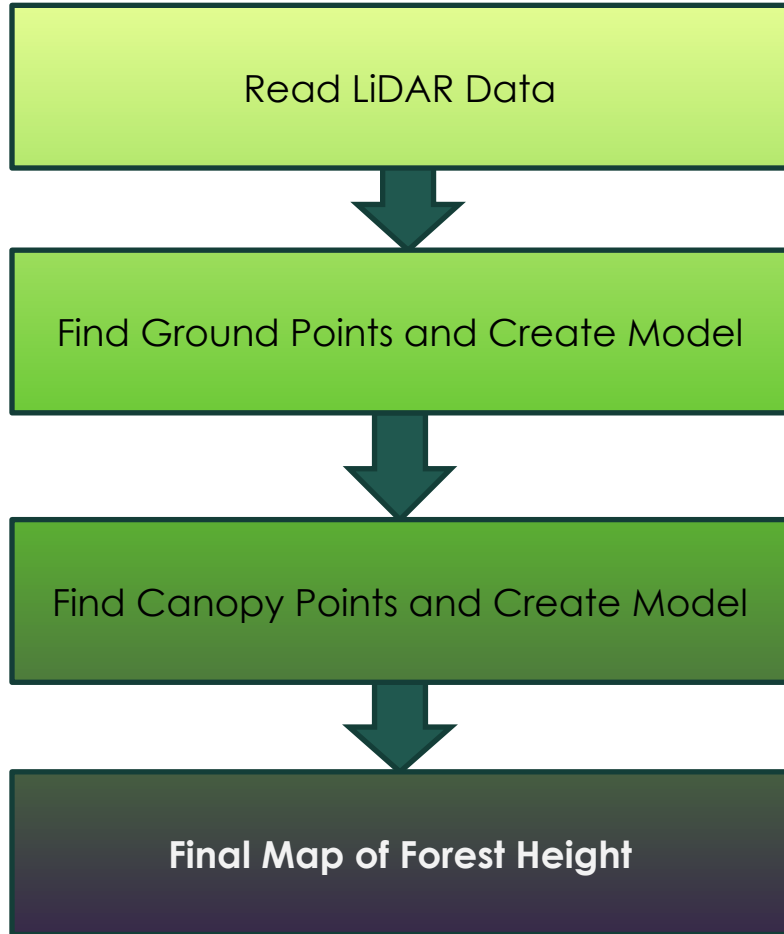 Read LiDAR Data
Find Ground Points and Create Model
Find Canopy Points and Create Model
Final Map of Forest Height